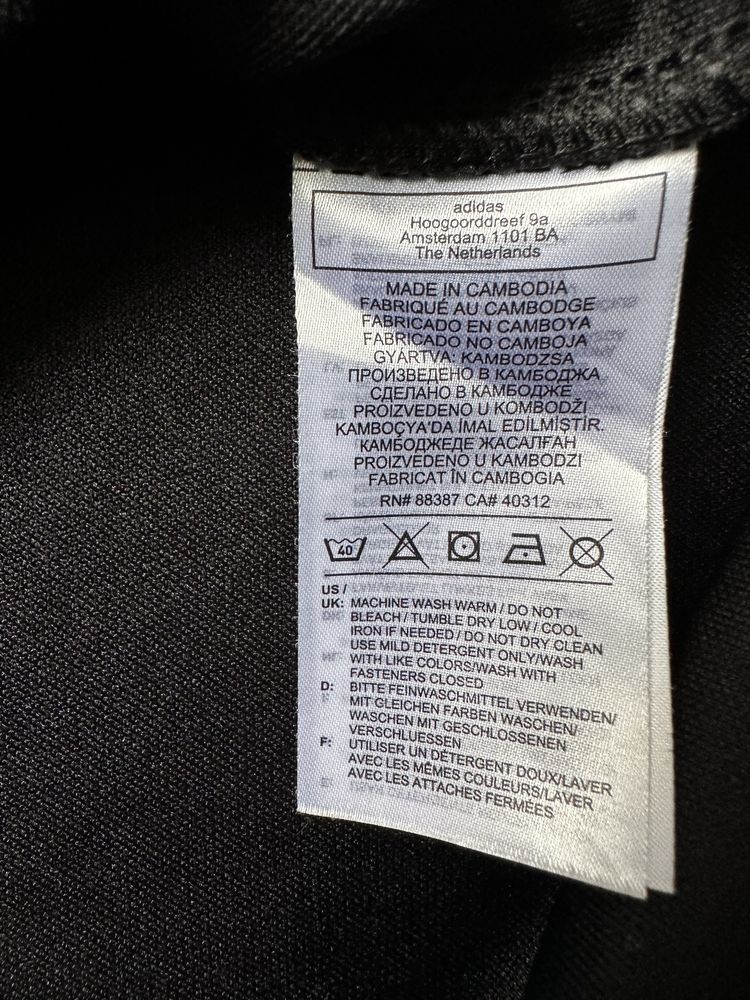 adidas
Hoogoorddreef 9a
Amsterdam 1101 BA
The Netherlands
MADE IN CAMBODIA
FABRIQUÉ AU CAMBODGE
FABRICADO EN CAMBOYA
FABRICADO NO CAMBOJA
GYÁRTVA: KAMBODZSA
ПРОИЗВЕДЕНО В КАМБОДЖА
СДЕЛАНО В КАМБОДЖЕ
PROIZVEDENO U KOMBODŽI
KAMBOÇYA'DA IMAL EDILMISTIR.
КАМБОДЖЕДЕ ЖАСАЛҒАН
PROIZVEDENO U KAMBODZI
FABRICAT ÎN CAMBOGIA
RN# 88387 CA# 40312
40
US /
UK: MACHINE WASH WARM / DO NOT
BLEACH / TUMBLE DRY LOW / COOL
IRON IF NEEDED / DO NOT DRY CLEAN
USE MILD DETERGENT ONLY/WASH
WITH LIKE COLORS/WASH WITH
FASTENERS CLOSED
D: BITTE FEINWASCHMITTEL VERWENDEN/
MIT GLEICHEN FARBEN WASCHEN/
WASCHEN MIT GESCHLOSSENEN
VERSCHLUESSEN
F: UTILISER UN DÉTERGENT DOUX/LAVER
AVEC LES MÊMES COULEURS/LAVER
AVEC LES ATTACHES FERMÉES